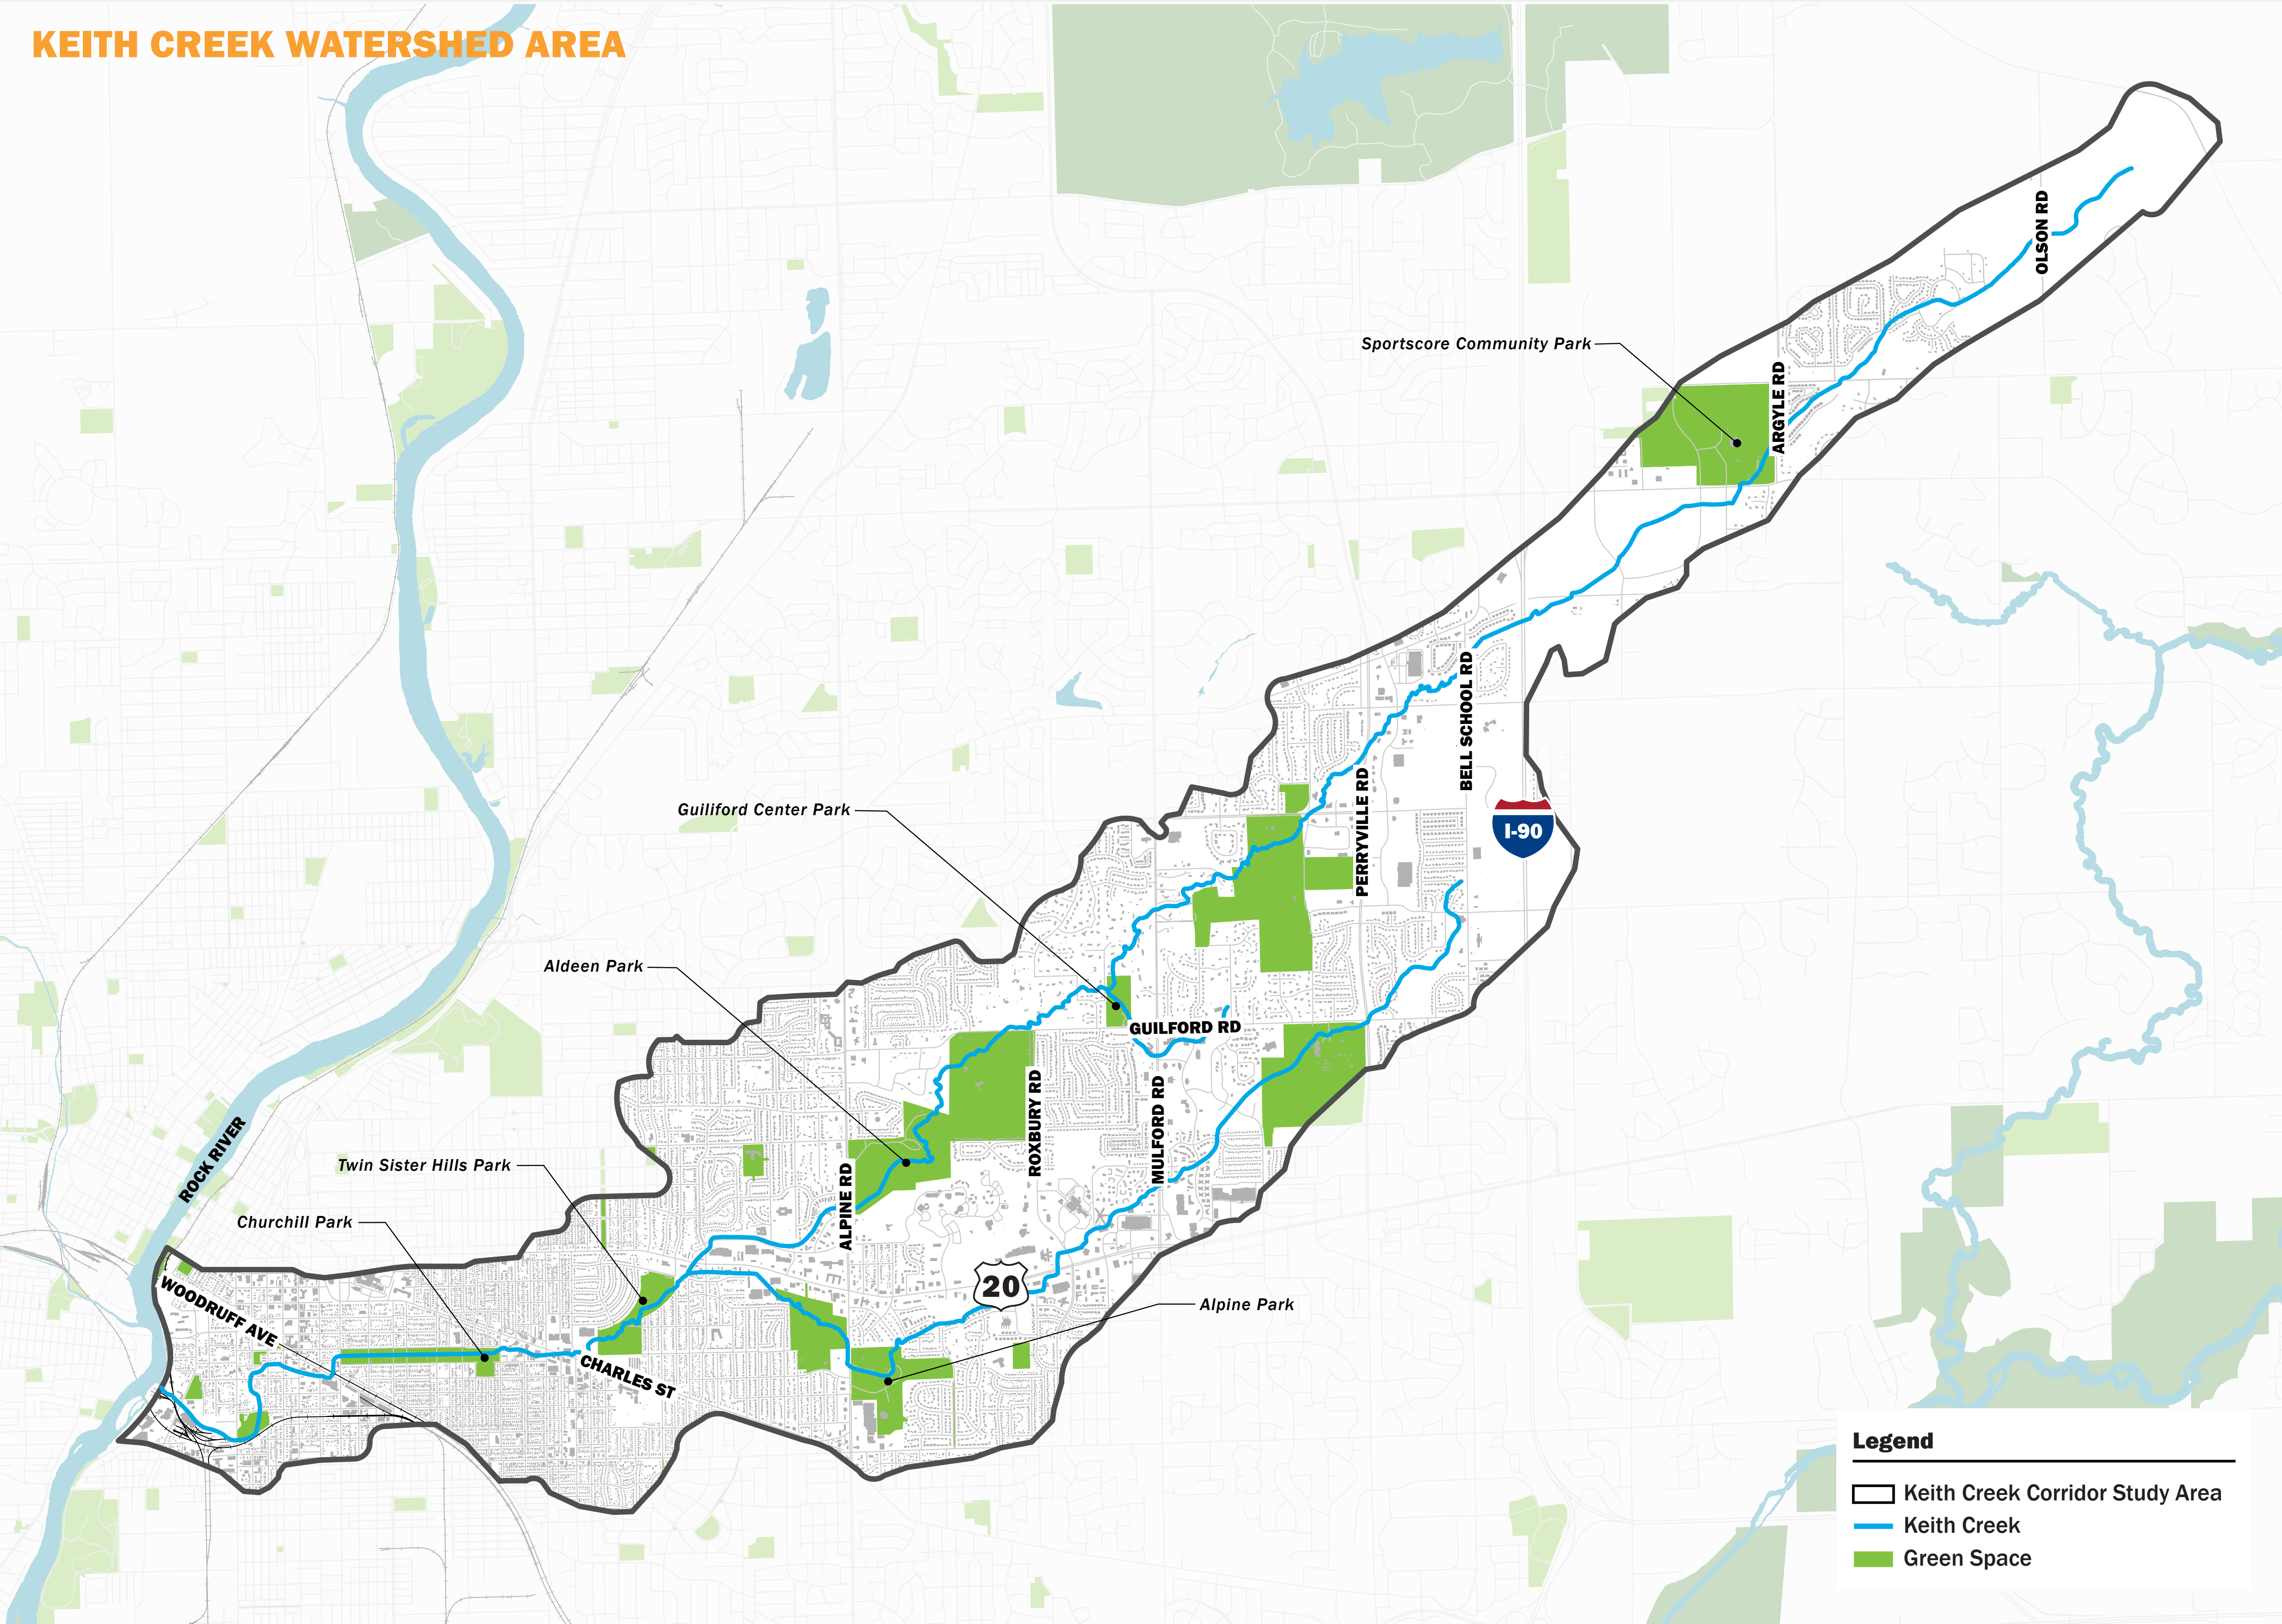 KEITH CREEK WATERSHED AREA
OLSON RD
Sportscore Community Park
ARGYLE RD
BELL SCHOOL RD
PERRYVILLE RD
I-90
Guiliford Center Park
Aldeen Park
GUILFORD RD
ROXBURY RD
MULFORD RD
ROCK RIVER
Twin Sister Hills Park
ALPINE RD
Churchill Park
20
Alpine Park
WOODRUFF AVE
CHARLES ST
Legend
Keith Creek Corridor Study Area
Keith Creek
Green Space